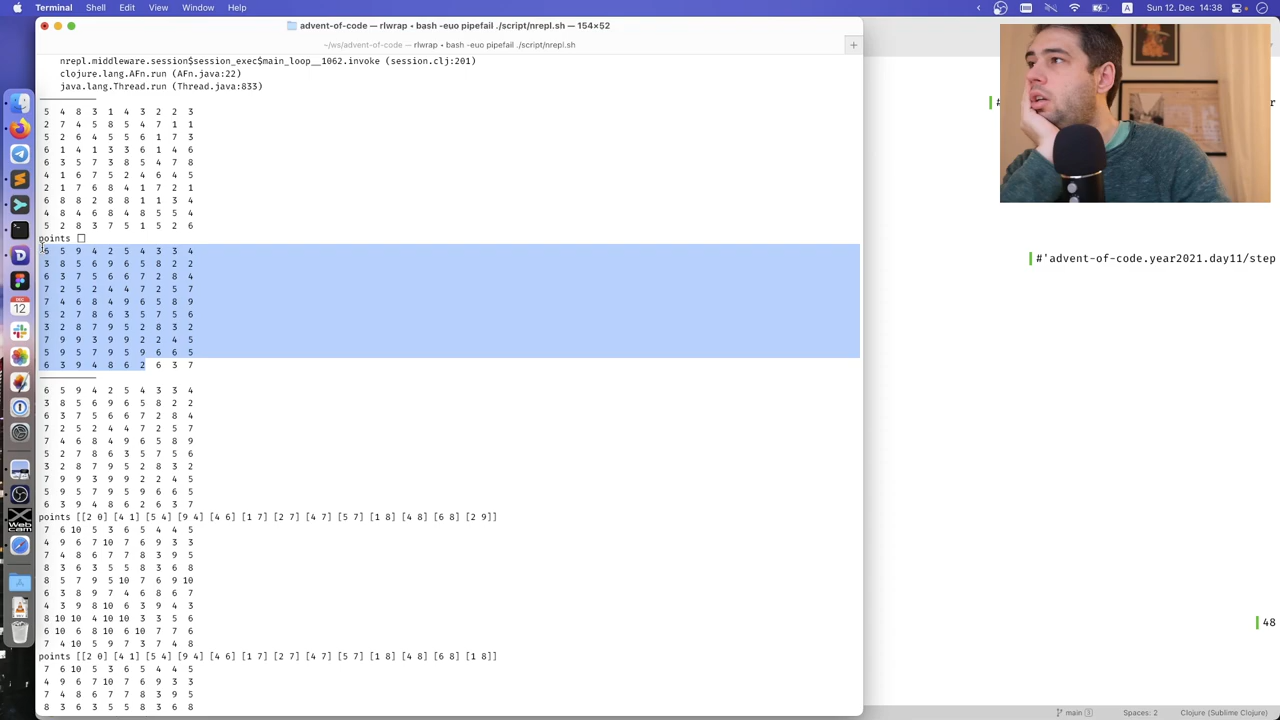 Terminal Shell Edit View Window Help
advent-of-code — rlwrap • bash -euo pipefail ./script/nrepl.sh — 154×52
~/ws/advent-of-code — rlwrap • bash -euo pipefail ./script/nrepl.sh
+
nrepl.middleware.session$session_exec$main_loop__1062.invoke (session.clj:201)
clojure.lang.AFn.run (AFn.java:22)
java.lang.Thread.run (Thread.java:833)
5 4 8 3 1 4 3 2 2 3
2 7 4 5 8 5 4 7 1 1
5 2 6 4 5 5 6 1 7 3
6 1 4 1 3 3 6 1 4 6
6 3 5 7 3 8 5 4 7 8
4 1 6 7 5 2 4 6 4 5
2 1 7 6 8 4 1 7 2 1
6 8 8 2 8 8 1 1 3 4
4 8 4 6 8 4 8 5 5 4
5 2 8 3 7 5 1 5 2 6
points []
6 5 9 4 2 5 4 3 3 4
3 8 5 6 9 6 5 8 2 2
6 3 7 5 6 6 7 2 8 4
7 2 5 2 4 4 7 2 5 7
7 4 6 8 4 9 6 5 8 9
5 2 7 8 6 3 5 7 5 6
3 2 8 7 9 5 2 8 3 2
7 9 9 3 9 9 2 2 4 5
5 9 5 7 9 5 9 6 6 5
6 3 9 4 8 6 2 6 3 7
6 5 9 4 2 5 4 3 3 4
3 8 5 6 9 6 5 8 2 2
6 3 7 5 6 6 7 2 8 4
7 2 5 2 4 4 7 2 5 7
7 4 6 8 4 9 6 5 8 9
5 2 7 8 6 3 5 7 5 6
3 2 8 7 9 5 2 8 3 2
7 9 9 3 9 9 2 2 4 5
5 9 5 7 9 5 9 6 6 5
6 3 9 4 8 6 2 6 3 7
points [[2 0] [4 1] [5 4] [9 4] [4 6] [1 7] [2 7] [4 7] [5 7] [1 8] [4 8] [6 8] [2 9]]
7 6 10 5 3 6 5 4 4 5
4 9 6 7 10 7 6 9 3 3
7 4 8 6 7 7 8 3 9 5
8 3 6 3 5 5 8 3 6 8
8 5 7 9 5 10 7 6 9 10
6 3 8 9 7 4 6 8 6 7
4 3 9 8 10 6 3 9 4 3
8 10 10 4 10 10 3 3 5 6
6 10 6 8 10 6 10 7 7 6
7 4 10 5 9 7 3 7 4 8
points [[2 0] [4 1] [5 4] [9 4] [4 6] [1 7] [2 7] [4 7] [5 7] [1 8] [4 8] [6 8] [1 8]]
7 6 10 5 3 6 5 4 4 5
4 9 6 7 10 7 6 9 3 3
7 4 8 6 7 7 8 3 9 5
8 3 6 3 5 5 8 3 6 8
#'advent-of-code.year2021.day11/step
48
main
Spaces: 2
Clojure (Sublime Clojure)
DEC
12
Web
cam